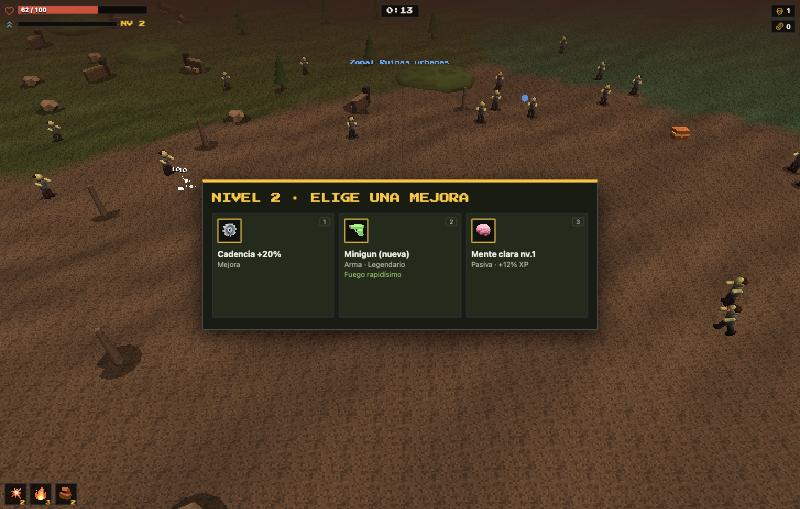 62 / 100
NV 2
0:13
1
0
Zona: Ruinas urbanas
NIVEL 2 · ELIGE UNA MEJORA
1
Cadencia +20%
Mejora
2
Minigun (nueva)
Arma · Legendario
Fuego rapidísimo
3
Mente clara nv.1
Pasiva · +12% XP
2
3
2